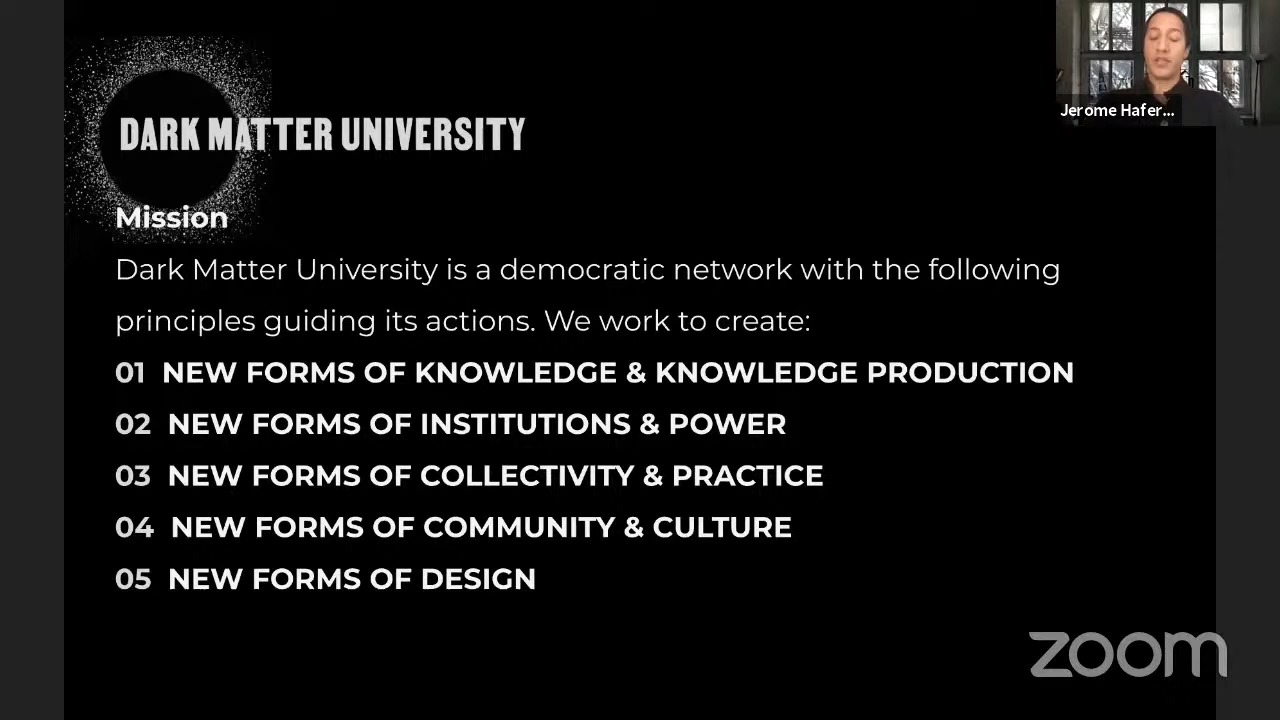 DARK MATTER UNIVERSITY
Jerome Hafer...
Mission
Dark Matter University is a democratic network with the following
principles guiding its actions. We work to create:
01 NEW FORMS OF KNOWLEDGE & KNOWLEDGE PRODUCTION
02 NEW FORMS OF INSTITUTIONS & POWER
03 NEW FORMS OF COLLECTIVITY & PRACTICE
04 NEW FORMS OF COMMUNITY & CULTURE
05 NEW FORMS OF DESIGN
zoom